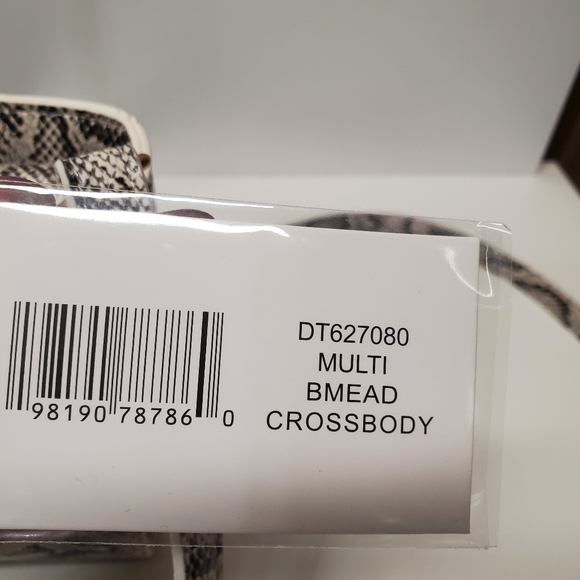 DT627080
MULTI
BMEAD
CROSSBODY
98190 78786 0